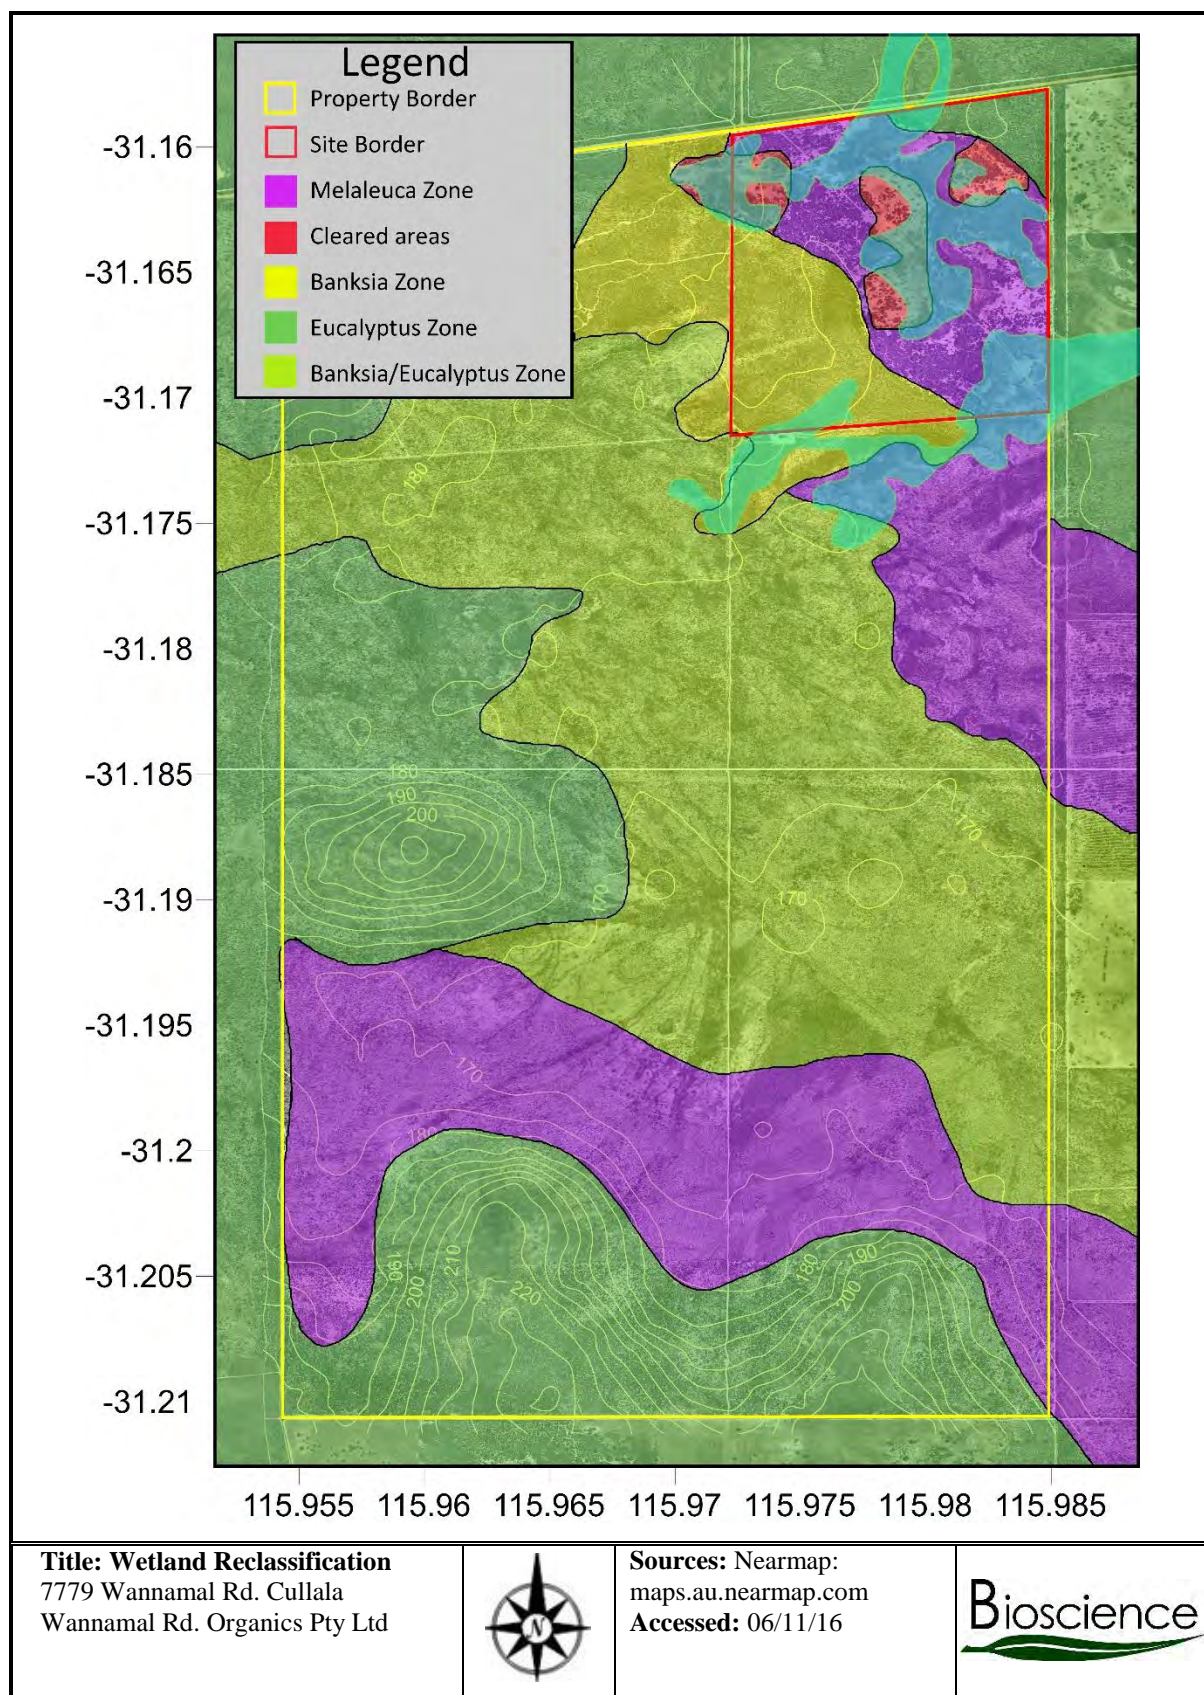 Legend
Property Border
Site Border
Melaleuca Zone
Cleared areas
Banksia Zone
Eucalyptus Zone
Banksia/Eucalyptus Zone
-31.16
-31.165
-31.17
-31.175
-31.18
-31.185
-31.19
-31.195
-31.2
-31.205
-31.21
180
180
190
200
170
170
170
170
180
190
200
210
220
180
190
200
115.955 115.96 115.965 115.97 115.975 115.98 115.985
Title: Wetland Reclassification
7779 Wannamal Rd. Cullala
Wannamal Rd. Organics Pty Ltd
N
Sources: Nearmap:
maps.au.nearmap.com
Accessed: 06/11/16
Bioscience